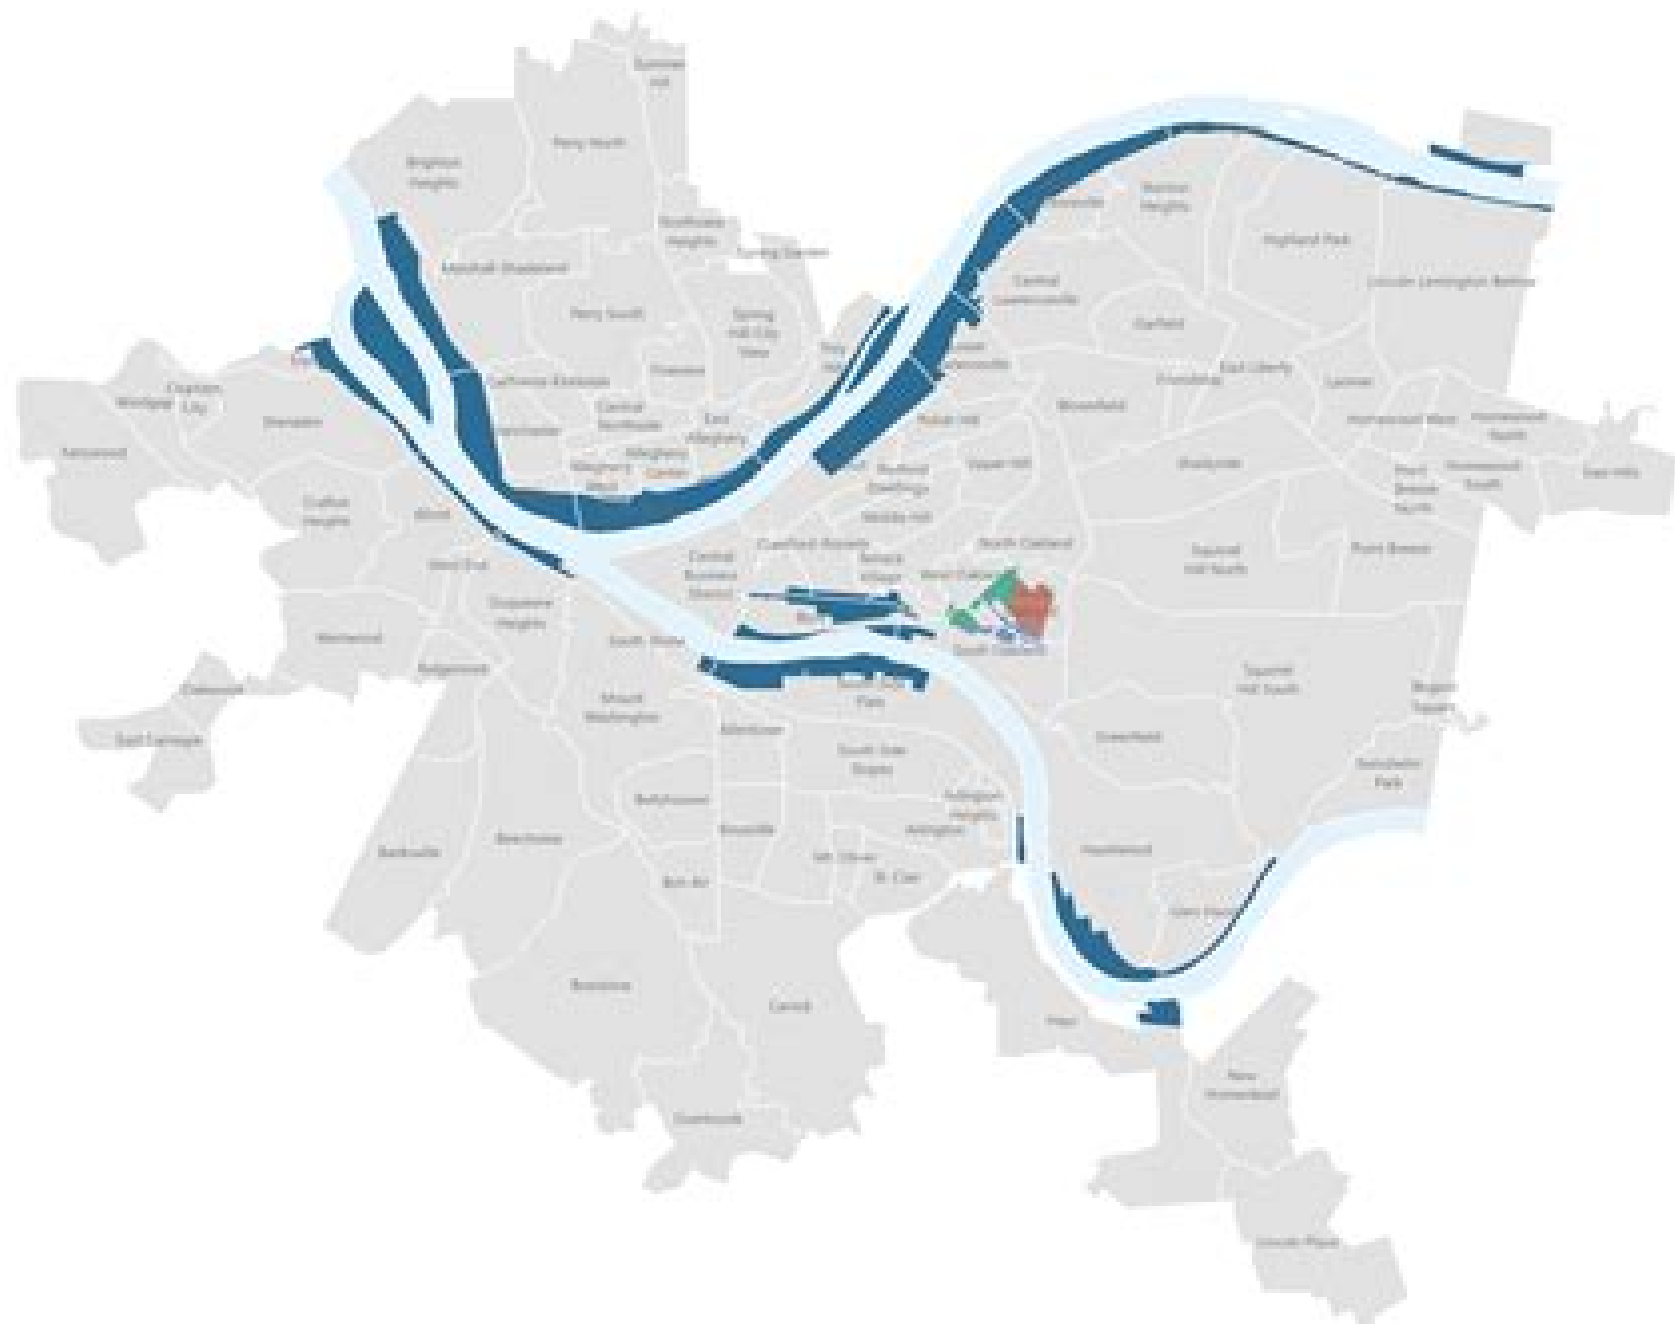 Summer
Hill
Perry North
Brighton
Heights
Northview
Heights
Spring Garden
Marshall-Shadeland
Perry South
Spring
Hill-City
View
California-Kirkbride
Fineview
Central
Northside
East
Allegheny
Allegheny
Center
Allegheny
West
Manchester
Stanton
Heights
Highland Park
Lincoln-Lemington-Belmar
Central
Lawrenceville
Garfield
East Liberty
Friendship
Larimer
Bloomfield
Homewood West
Homewood
North
Homewood
South
East Hills
Point
Breeze
North
Point Breeze
Shadyside
Polish Hill
Upper Hill
Bedford
Dwellings
Middle Hill
Crawford-Roberts
Terrace
Village
North Oakland
West Oakland
South Oakland
Central
Business
District
Squirrel
Hill North
Squirrel
Hill South
Regent
Square
Swisshelm
Park
Greenfield
Hazelwood
Glen Hazel
Windgap
Chartiers
City
Fairywood
Sheraden
Crafton
Heights
Elliott
West End
Duquesne
Heights
Westwood
Ridgemont
Oakwood
East Carnegie
South Shore
Mount
Washington
South Side
Flats
Allentown
South Side
Slopes
Beltzhoover
Knoxville
Arlington
Heights
Arlington
Mt. Oliver
St. Clair
Bon Air
Banksville
Beechview
Brookline
Carrick
Overbrook
Hays
New
Homestead
Lincoln Place